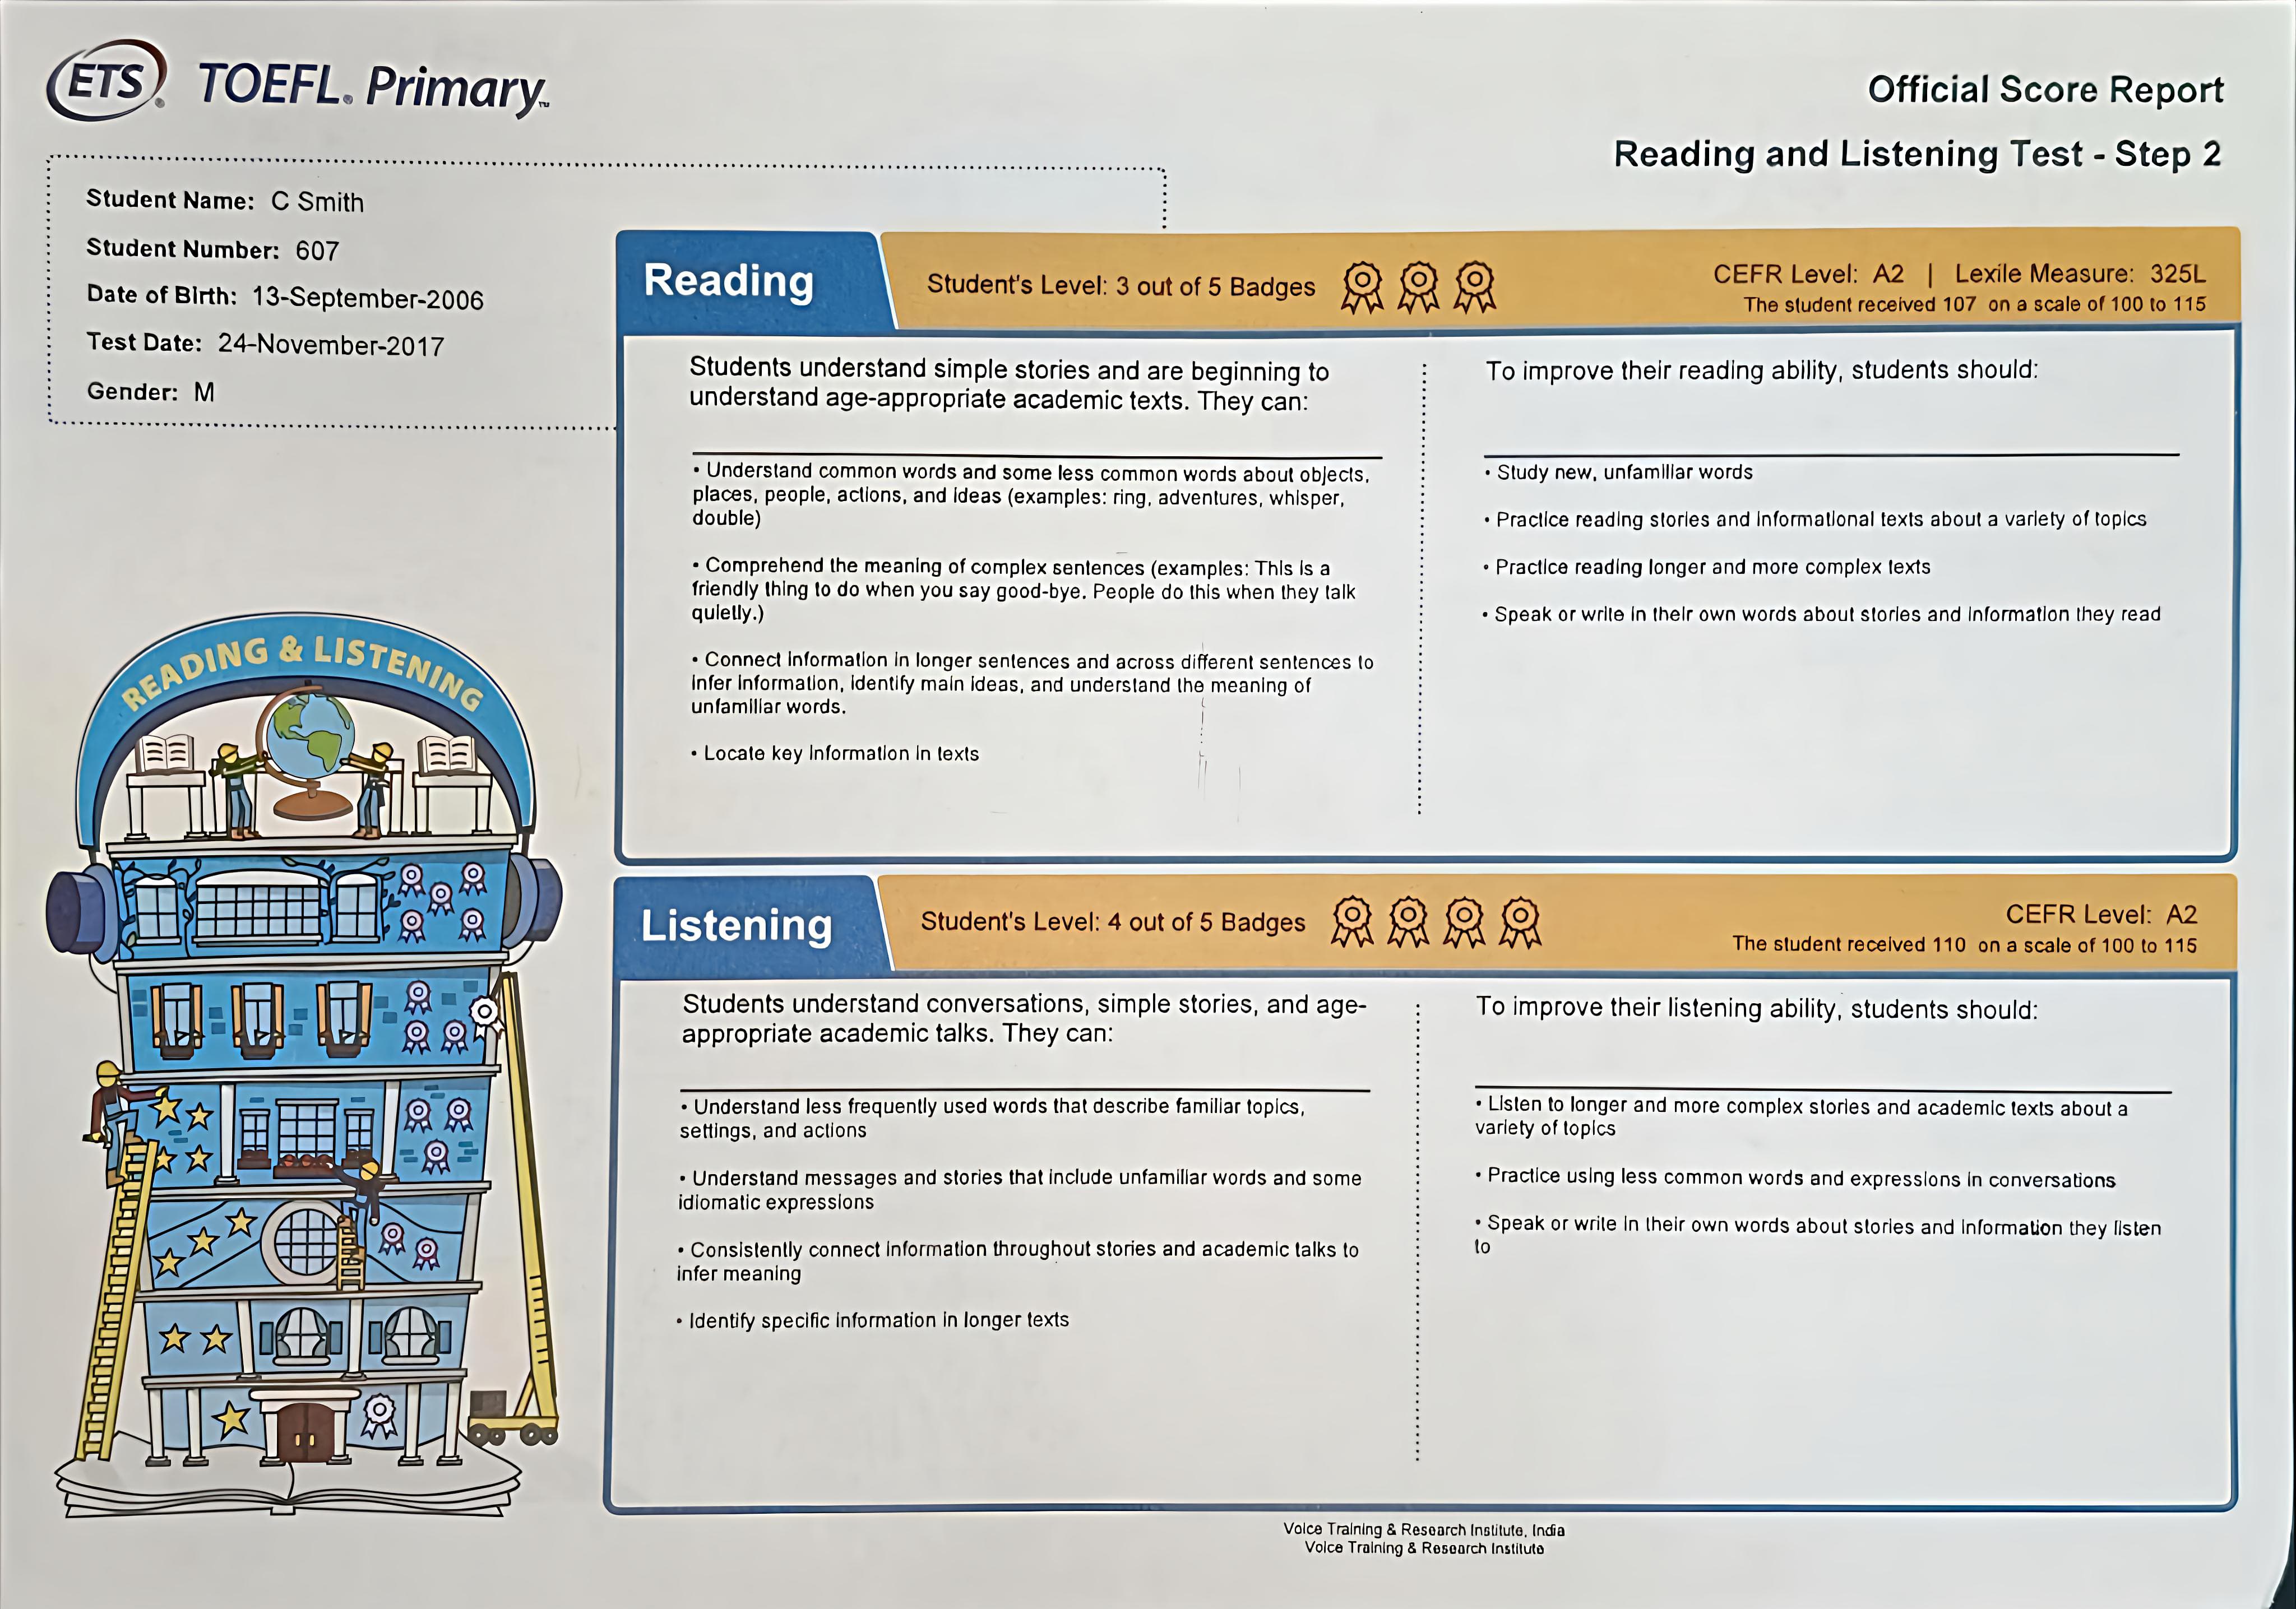 ETS® TOEFL® Primary™
Official Score Report
Reading and Listening Test - Step 2
Student Name: C Smith
Student Number: 607
Date of Birth: 13-September-2006
Test Date: 24-November-2017
Gender: M
Reading
Student's Level: 3 out of 5 Badges
CEFR Level: A2 | Lexile Measure: 325L
The student received 107 on a scale of 100 to 115
Students understand simple stories and are beginning to
understand age-appropriate academic texts. They can:
• Understand common words and some less common words about objects,
places, people, actions, and ideas (examples: ring, adventures, whisper,
double)
• Comprehend the meaning of complex sentences (examples: This is a
friendly thing to do when you say good-bye. People do this when they talk
quietly.)
• Connect information in longer sentences and across different sentences to
infer information, identify main ideas, and understand the meaning of
unfamiliar words.
• Locate key information in texts
To improve their reading ability, students should:
• Study new, unfamiliar words
• Practice reading stories and informational texts about a variety of topics
• Practice reading longer and more complex texts
• Speak or write in their own words about stories and information they read
READING & LISTENING
Listening
Student's Level: 4 out of 5 Badges
CEFR Level: A2
The student received 110 on a scale of 100 to 115
Students understand conversations, simple stories, and age-
appropriate academic talks. They can:
• Understand less frequently used words that describe familiar topics,
settings, and actions
• Understand messages and stories that include unfamiliar words and some
idiomatic expressions
• Consistently connect information throughout stories and academic talks to
infer meaning
• Identify specific information in longer texts
To improve their listening ability, students should:
• Listen to longer and more complex stories and academic texts about a
variety of topics
• Practice using less common words and expressions in conversations
• Speak or write in their own words about stories and information they listen
to
Voice Training & Research Institute, India
Voice Training & Research Institute